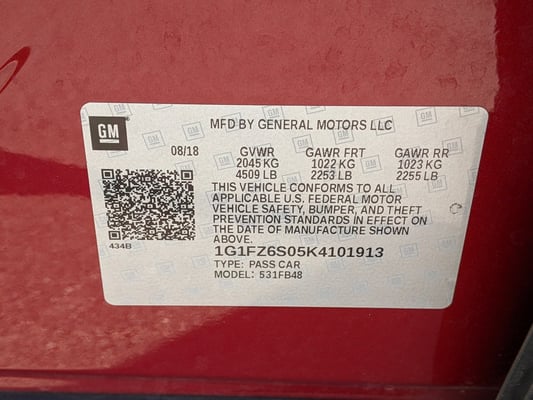 GM
MFD BY GENERAL MOTORS LLC
08/18 GVWR GAWR FRT GAWR RR
2045 KG 1022 KG 1023 KG
4509 LB 2253 LB 2255 LB
THIS VEHICLE CONFORMS TO ALL
APPLICABLE U.S. FEDERAL MOTOR
VEHICLE SAFETY, BUMPER, AND THEFT
PREVENTION STANDARDS IN EFFECT ON
THE DATE OF MANUFACTURE SHOWN
ABOVE.
434B
1G1FZ6S05K4101913
TYPE: PASS CAR
MODEL: 531FB48